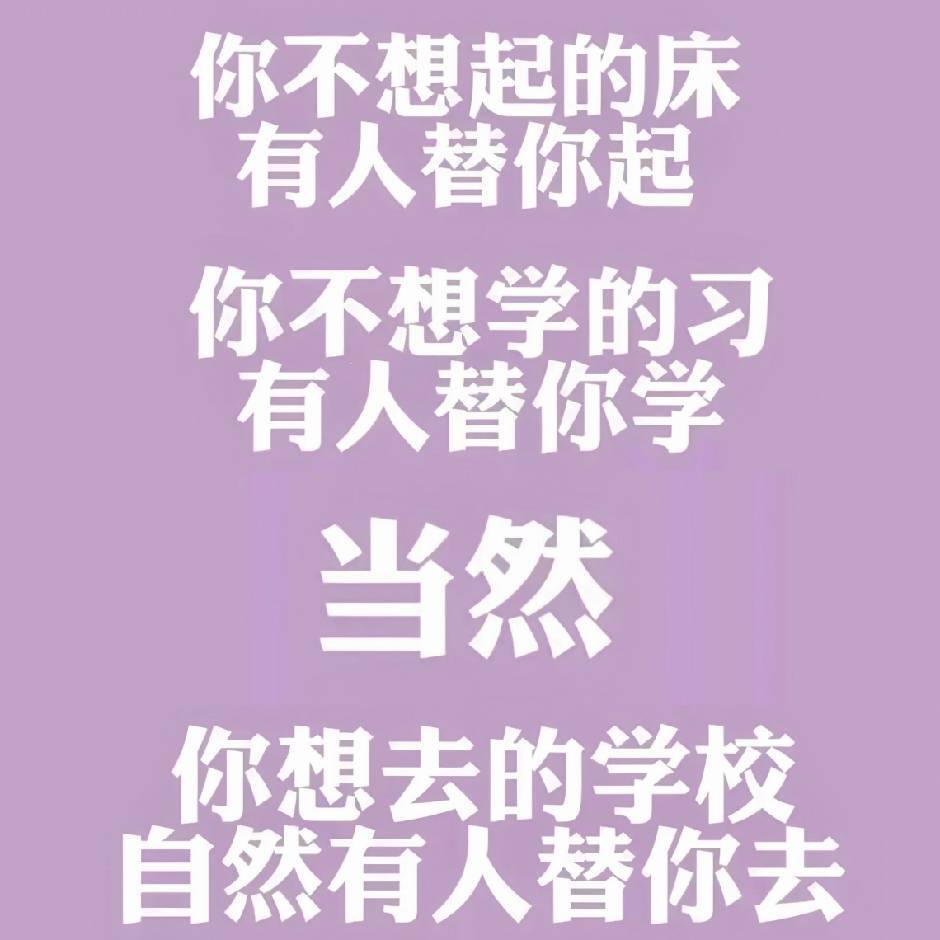 你不想起的床
有人替你起
你不想学的习
有人替你学
当然
你想去的学校
自然有人替你去